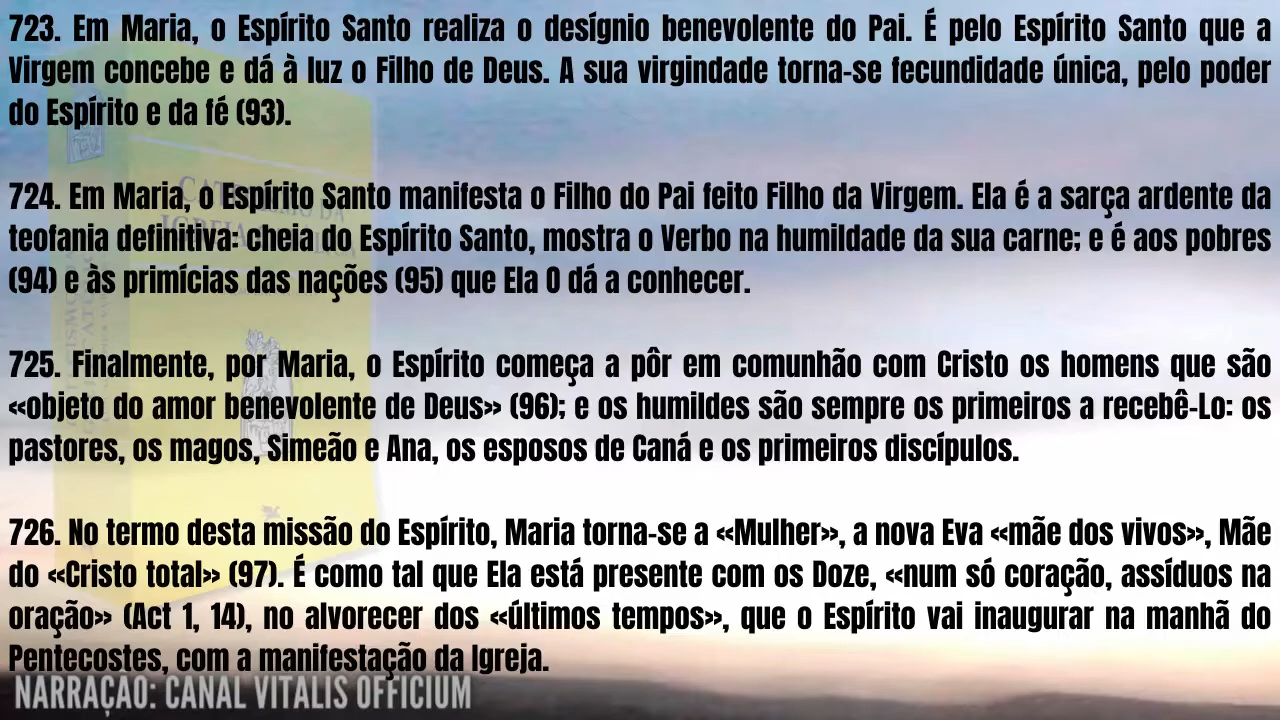 723. Em Maria, o Espírito Santo realiza o desígnio benevolente do Pai. É pelo Espírito Santo que a
Virgem concebe e dá à luz o Filho de Deus. A sua virgindade torna-se fecundidade única, pelo poder
do Espírito e da fé (93).
724. Em Maria, o Espírito Santo manifesta o Filho do Pai feito Filho da Virgem. Ela é a sarça ardente da
teofania definitiva: cheia do Espírito Santo, mostra o Verbo na humildade da sua carne; e é aos pobres
(94) e às primícias das nações (95) que Ela O dá a conhecer.
725. Finalmente, por Maria, o Espírito começa a pôr em comunhão com Cristo os homens que são
«objeto do amor benevolente de Deus» (96); e os humildes são sempre os primeiros a recebê-Lo: os
pastores, os magos, Simeão e Ana, os esposos de Caná e os primeiros discípulos.
726. No termo desta missão do Espírito, Maria torna-se a «Mulher», a nova Eva «mãe dos vivos», Mãe
do «Cristo total» (97). É como tal que Ela está presente com os Doze, «num só coração, assíduos na
oração» (Act 1, 14), no alvorecer dos «últimos tempos», que o Espírito vai inaugurar na manhã do
Pentecostes, com a manifestação da Igreja.
NARRAÇÃO: CANAL VITALIS OFFICIUM